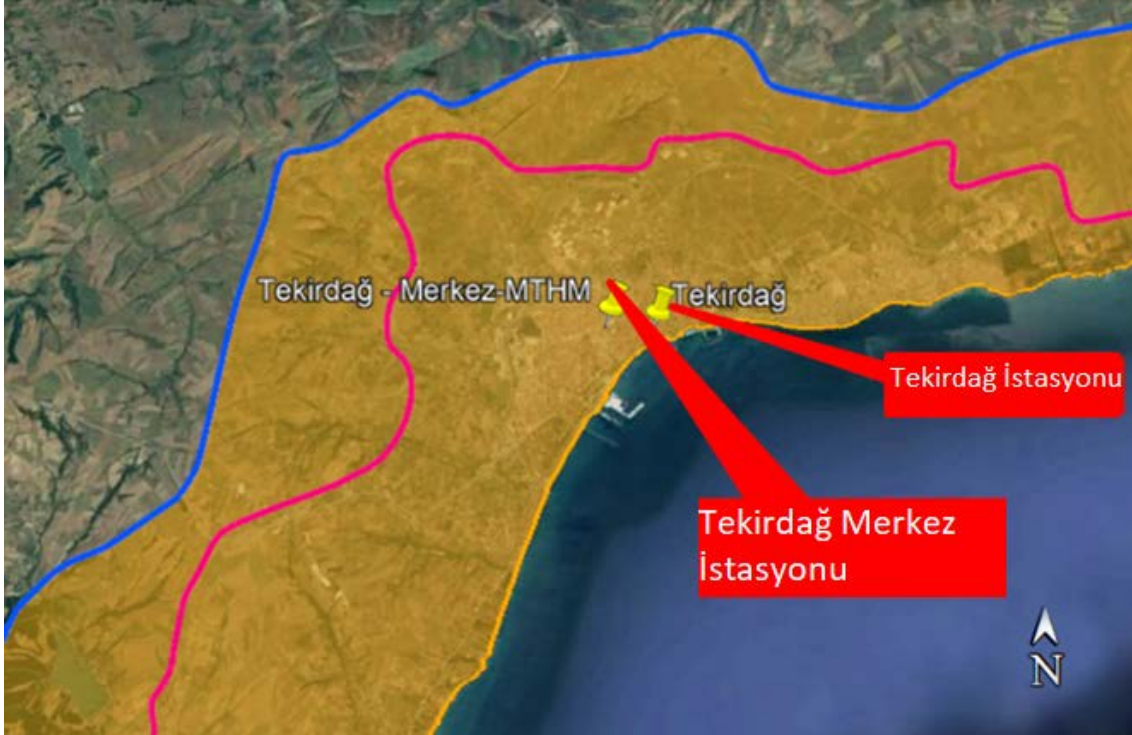 Tekirdağ - Merkez-MTHM
Tekirdağ
Tekirdağ İstasyonu
Tekirdağ Merkez
İstasyonu
N